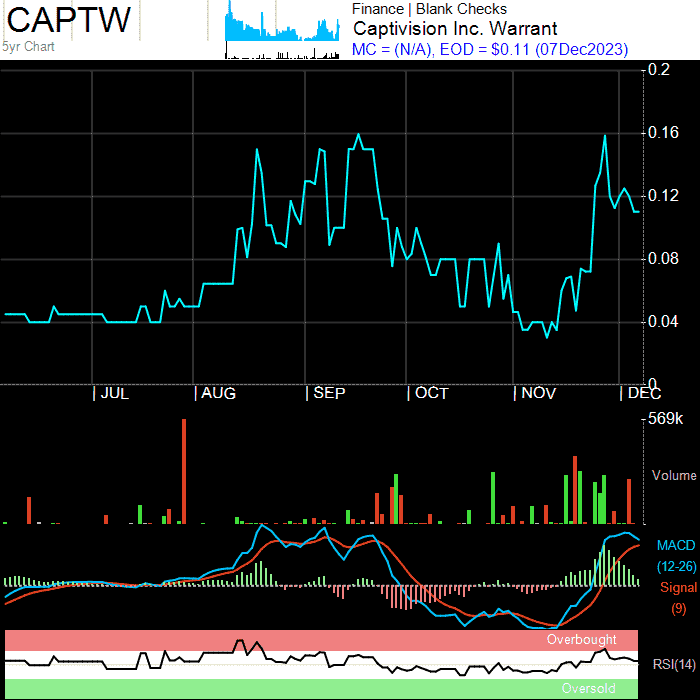 CAPTW
5yr Chart
Finance | Blank Checks
Captivision Inc. Warrant
MC = (N/A), EOD = $0.11 (07Dec2023)
0.2
0.16
0.12
0.08
0.04
0
| JUL | AUG | SEP | OCT | NOV | DEC
569k
Volume
MACD
(12-26)
Signal
(9)
Overbought
RSI(14)
Oversold